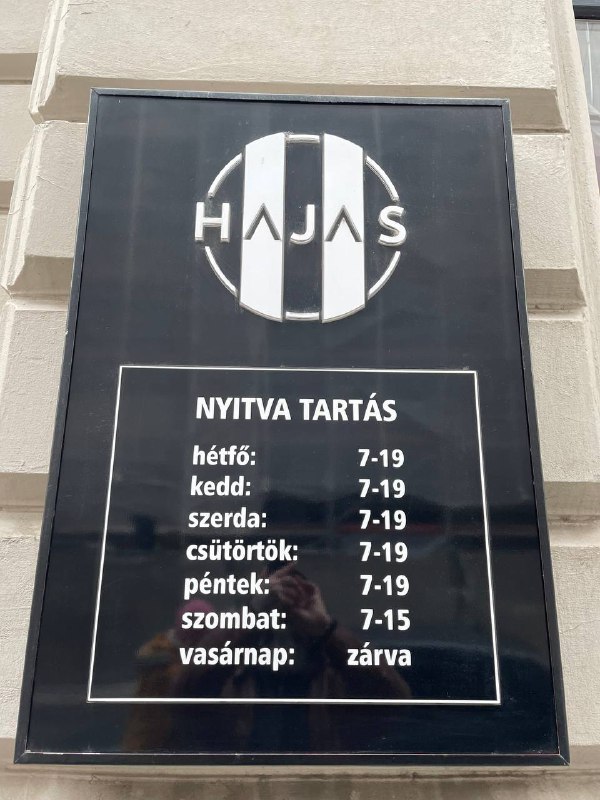 HAJAS
NYITVA TARTÁS
hétfő: 7-19
kedd: 7-19
szerda: 7-19
csütörtök: 7-19
péntek: 7-19
szombat: 7-15
vasárnap: zárva